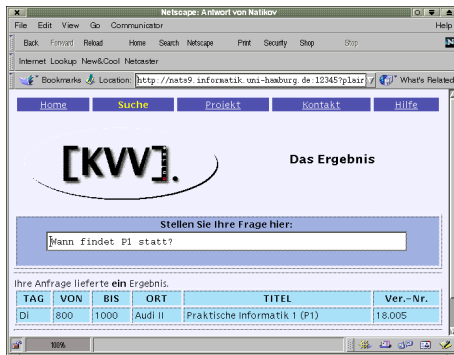 Netscape: Antwort von Natikov
File Edit View Go Communicator Help
Back Forward Reload Home Search Netscape Print Security Shop Stop
Internet Lookup New&Cool Netcaster
Bookmarks Location: http://nats9.informatik.uni-hamburg.de:12345?plair What's Related
Home Suche Projekt Kontakt Hilfe
[KVV].
Das Ergebnis
Stellen Sie Ihre Frage hier:
Wann findet P1 statt?
Ihre Anfrage lieferte ein Ergebnis.
TAG VON BIS ORT TITEL Ver.-Nr.
Di 800 1000 Audi II Praktische Informatik 1 (P1) 18.005
100%